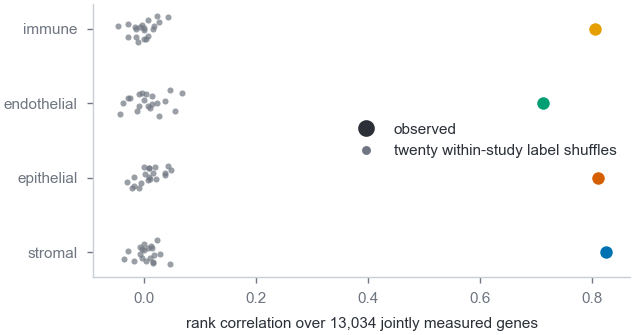 immune
endothelial
observed
twenty within-study label shuffles
epithelial
stromal
0.0 0.2 0.4 0.6 0.8
rank correlation over 13,034 jointly measured genes